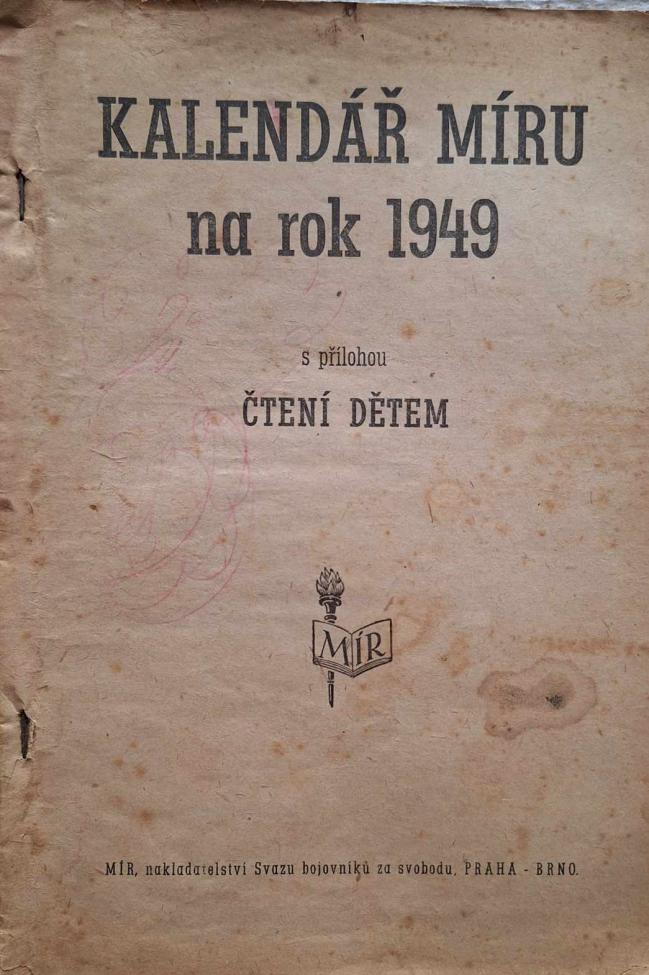 KALENDÁŘ MÍRU
na rok 1949
s přílohou
ČTENÍ DĚTEM
MÍR
MÍR, nakladatelství Svazu bojovníků za svobodu, PRAHA - BRNO.